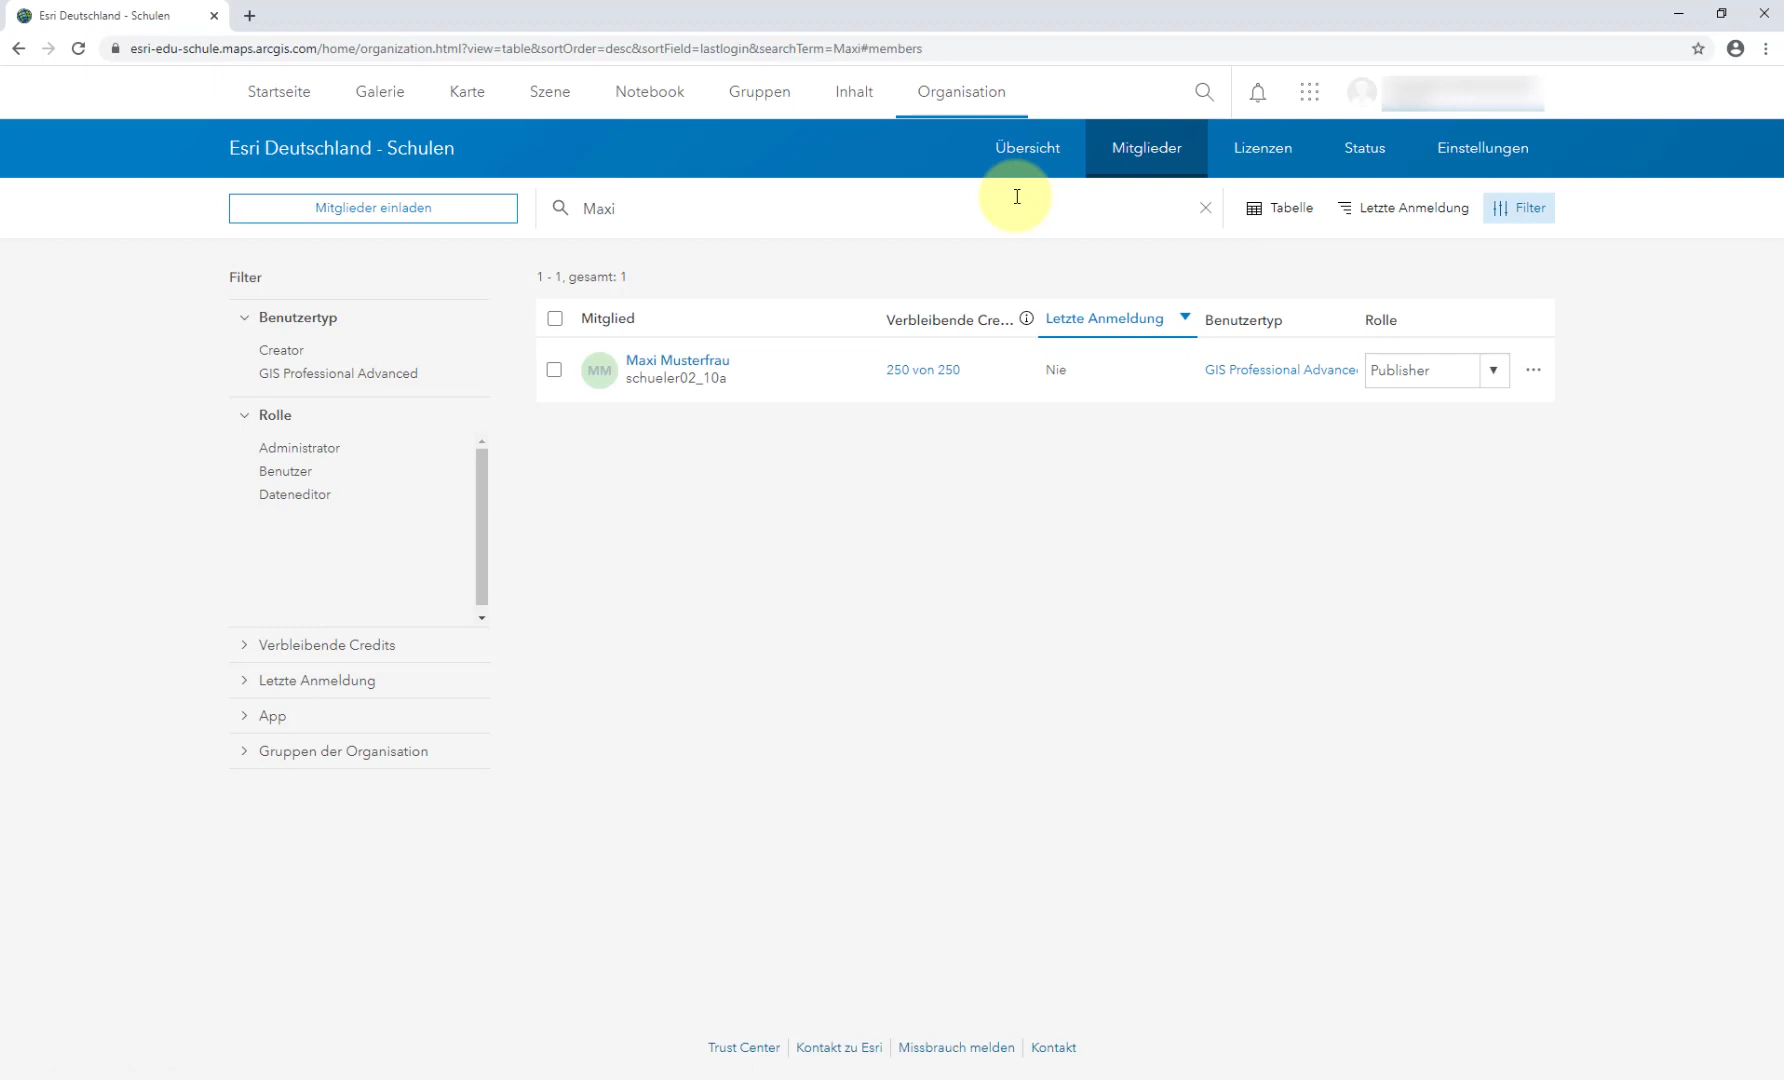 Esri Deutschland - Schulen
esri-edu-schule.maps.arcgis.com/home/organization.html?view=table&sortOrder=desc&sortField=lastlogin&searchTerm=Maxi#members
Startseite Galerie Karte Szene Notebook Gruppen Inhalt Organisation
Esri Deutschland - Schulen Übersicht Mitglieder Lizenzen Status Einstellungen
Mitglieder einladen Maxi Tabelle Letzte Anmeldung Filter
Filter 1 - 1, gesamt: 1
Mitglied Verbleibende Cre... Letzte Anmeldung Benutzertyp Rolle
MM Maxi Musterfrau 250 von 250 Nie GIS Professional Advance Publisher
schueler02_10a
Benutzertyp
Creator
GIS Professional Advanced
Rolle
Administrator
Benutzer
Dateneditor
Verbleibende Credits
Letzte Anmeldung
App
Gruppen der Organisation
Trust Center Kontakt zu Esri Missbrauch melden Kontakt